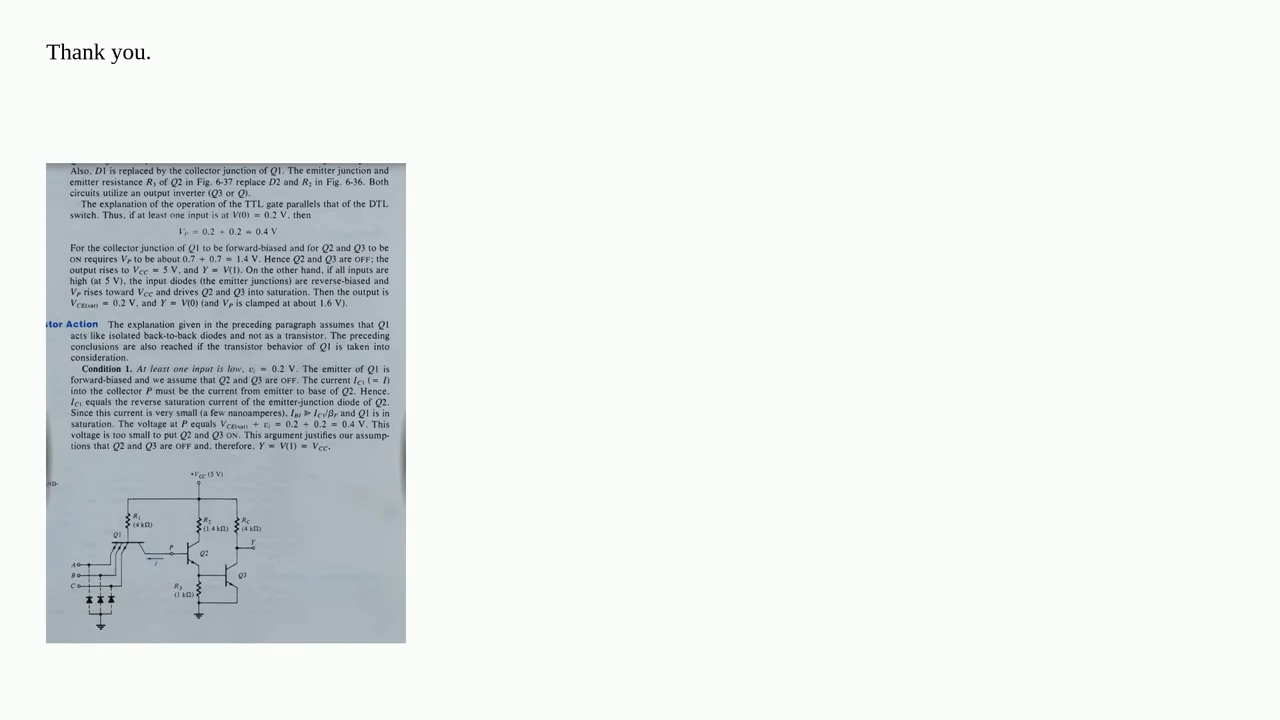 Thank you.
Also, D1 is replaced by the collector junction of Q1. The emitter junction and
emitter resistance R3 of Q2 in Fig. 6-37 replace D2 and R2 in Fig. 6-36. Both
circuits utilize an output inverter (Q3 or Q).
The explanation of the operation of the TTL gate parallels that of the DTL
switch. Thus, if at least one input is at V(0) = 0.2 V, then
VP = 0.2 + 0.2 = 0.4 V
For the collector junction of Q1 to be forward-biased and for Q2 and Q3 to be
ON requires VP to be about 0.7 + 0.7 = 1.4 V. Hence Q2 and Q3 are OFF; the
output rises to VCC = 5 V, and Y = V(1). On the other hand, if all inputs are
high (at 5 V), the input diodes (the emitter junctions) are reverse-biased and
VP rises toward VCC and drives Q2 and Q3 into saturation. Then the output is
VCE(sat) = 0.2 V, and Y = V(0) (and VP is clamped at about 1.6 V).
stor Action The explanation given in the preceding paragraph assumes that Q1
acts like isolated back-to-back diodes and not as a transistor. The preceding
conclusions are also reached if the transistor behavior of Q1 is taken into
consideration.
Condition 1. At least one input is low, vi = 0.2 V. The emitter of Q1 is
forward-biased and we assume that Q2 and Q3 are OFF. The current IC1 (= I)
into the collector P must be the current from emitter to base of Q2. Hence,
IC1 equals the reverse saturation current of the emitter-junction diode of Q2.
Since this current is very small (a few nanoamperes), IB1 ≫ IC1/βF and Q1 is in
saturation. The voltage at P equals VCE(sat) + vi = 0.2 + 0.2 = 0.4 V. This
voltage is too small to put Q2 and Q3 ON. This argument justifies our assump-
tions that Q2 and Q3 are OFF and, therefore, Y = V(1) = VCC.
+VCC (5 V)
ND-
R1
(4 kΩ)
R2
(1.4 kΩ)
RC
(4 kΩ)
Q1
P
Y
Q2
I
A
B
C
Q3
R3
(1 kΩ)